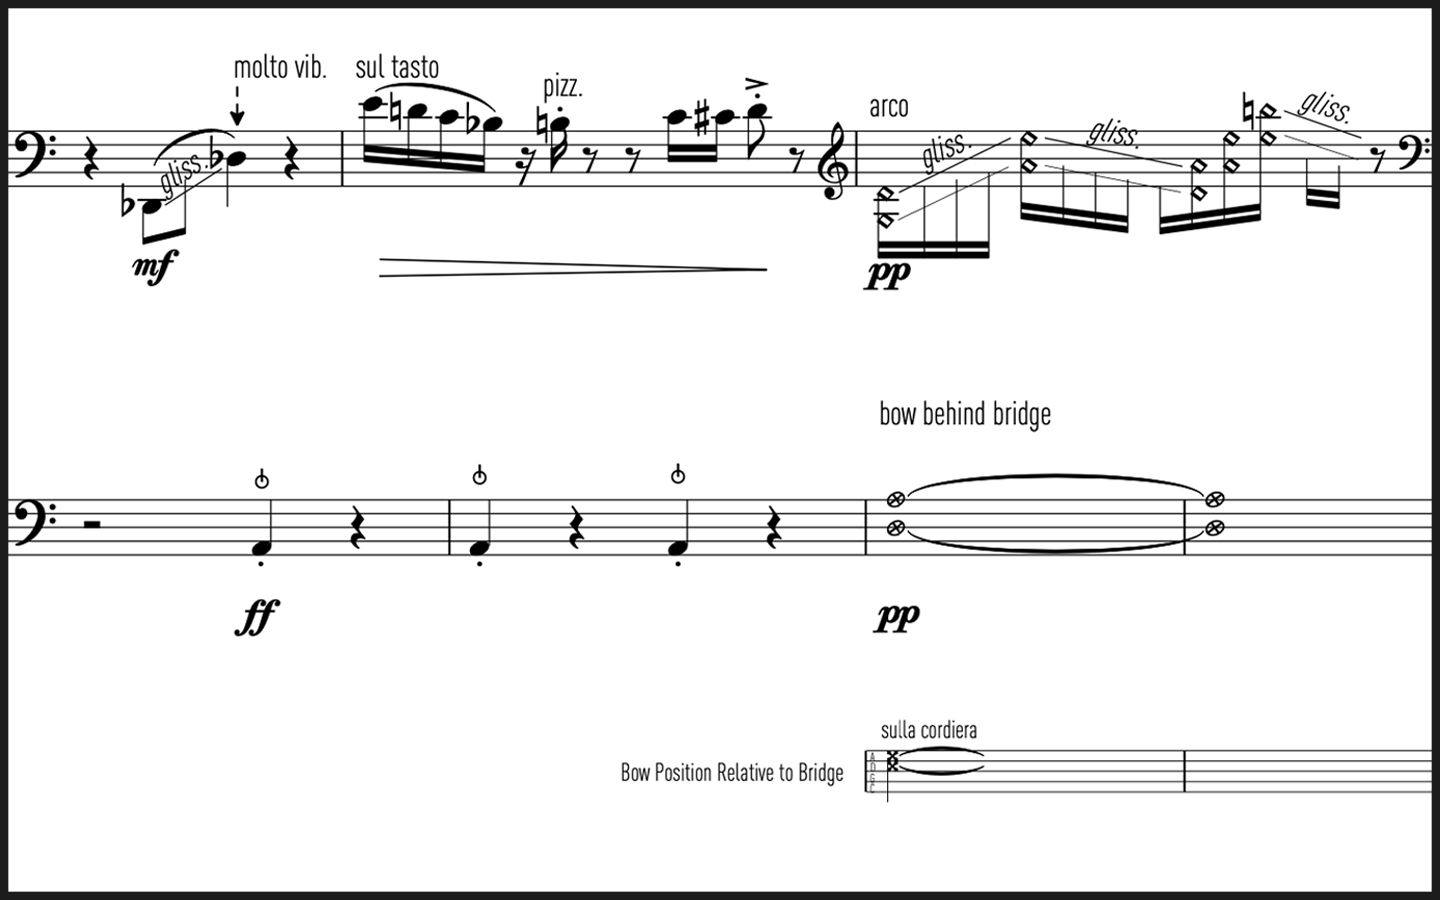 molto vib. sul tasto
pizz.
arco
gliss. gliss. gliss. gliss.
mf pp
bow behind bridge
ff pp
sulla cordiera
Bow Position Relative to Bridge
A
D
G
C